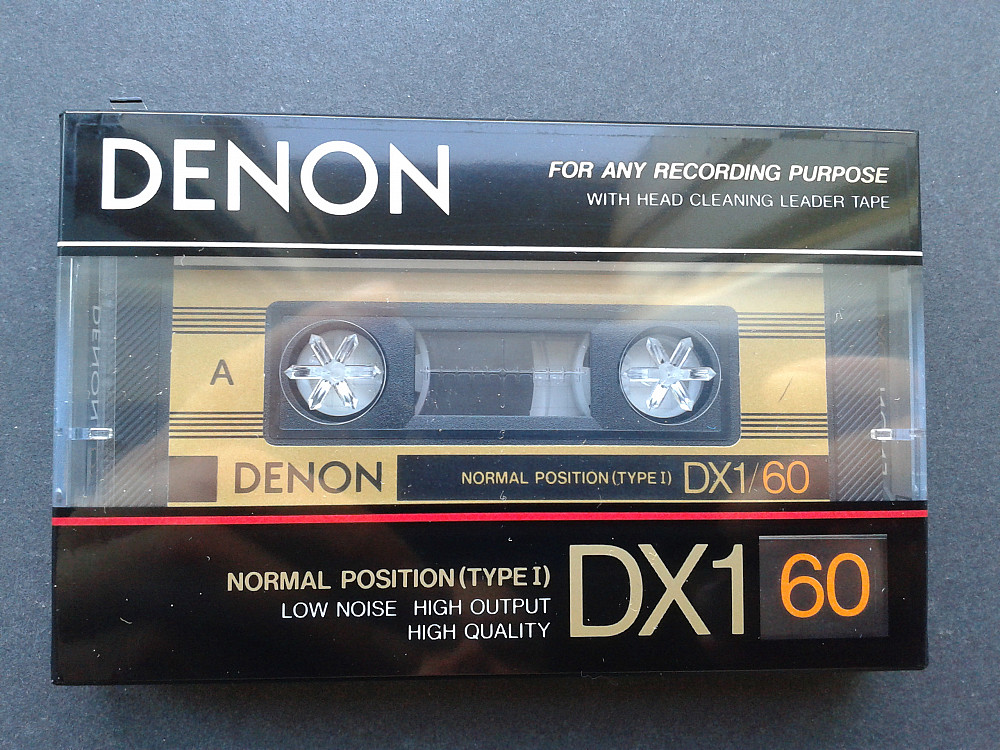 DENON
FOR ANY RECORDING PURPOSE
WITH HEAD CLEANING LEADER TAPE
DENON
A
DENON
NORMAL POSITION (TYPE I)
DX1/60
NORMAL POSITION (TYPE I)
LOW NOISE HIGH OUTPUT
HIGH QUALITY
DX1
60